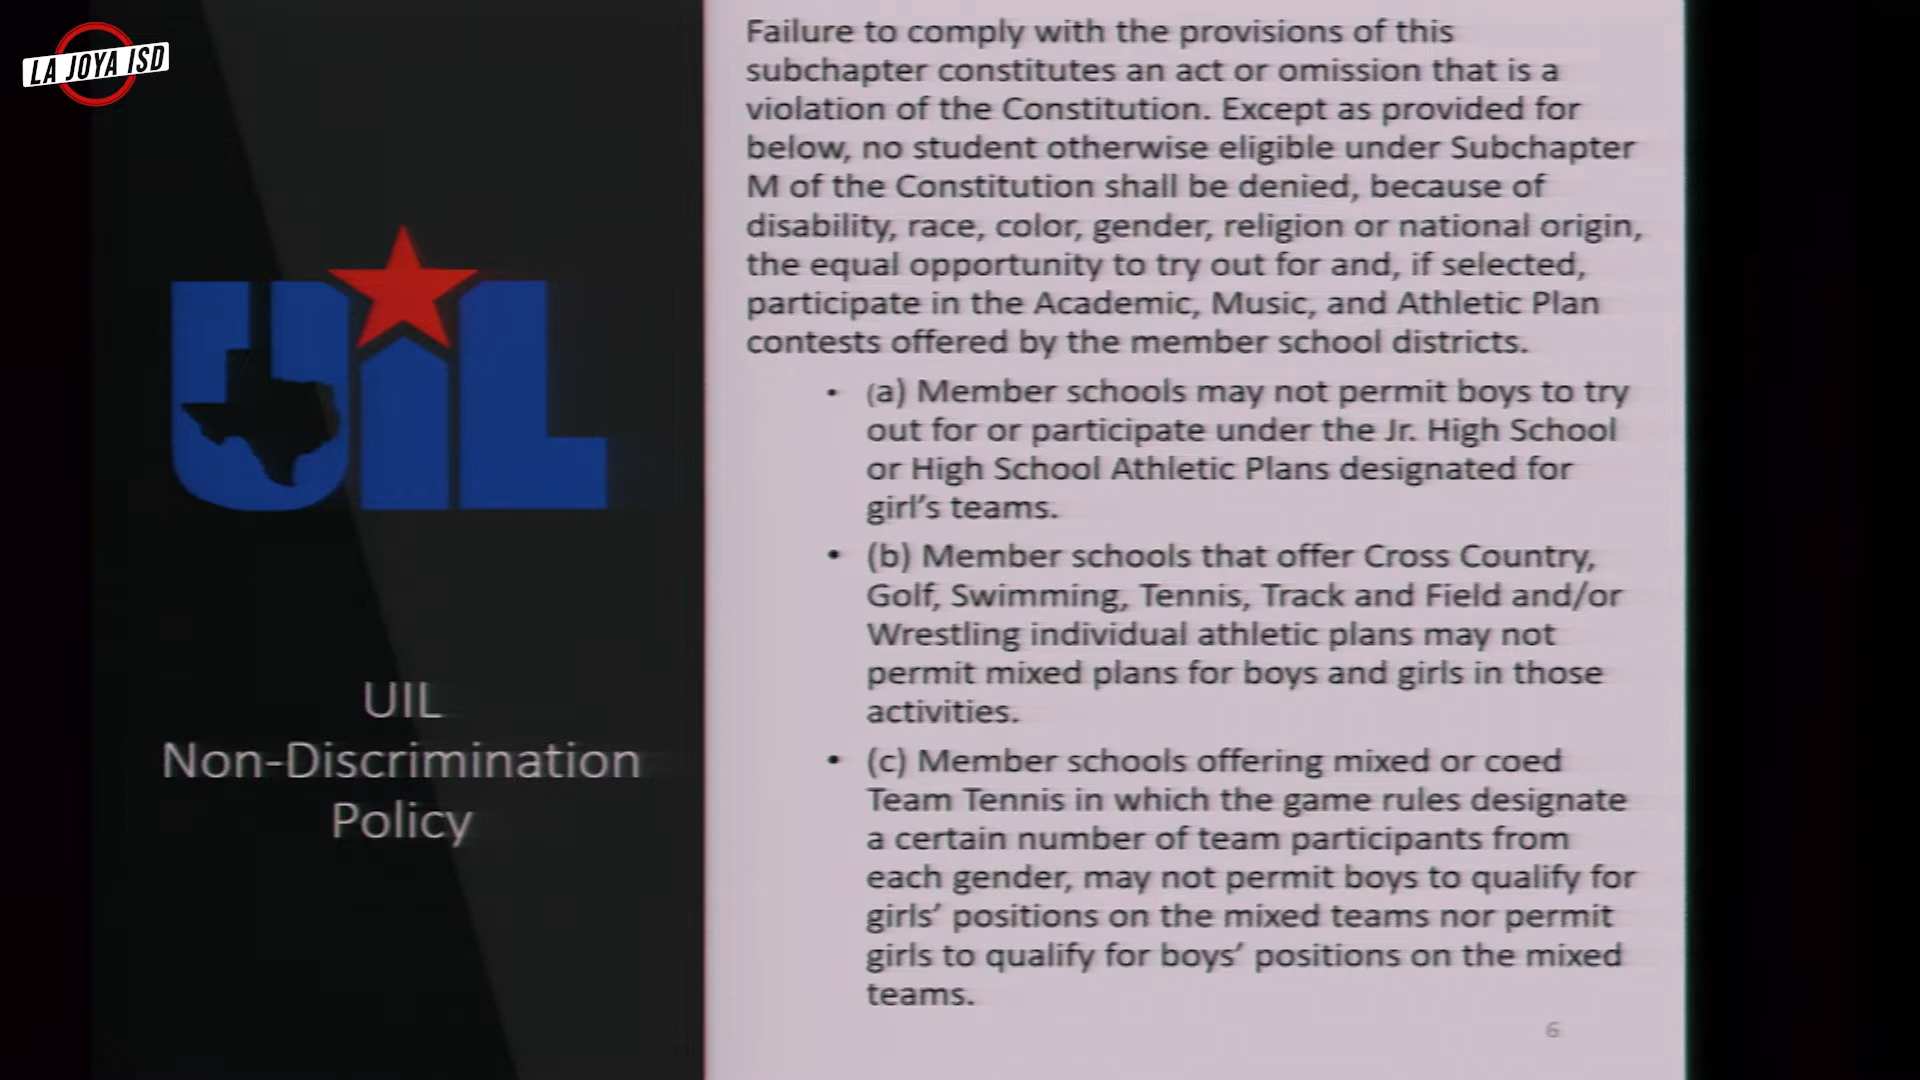 LA JOYA ISD
UIL
UIL
Non-Discrimination
Policy
Failure to comply with the provisions of this
subchapter constitutes an act or omission that is a
violation of the Constitution. Except as provided for
below, no student otherwise eligible under Subchapter
M of the Constitution shall be denied, because of
disability, race, color, gender, religion or national origin,
the equal opportunity to try out for and, if selected,
participate in the Academic, Music, and Athletic Plan
contests offered by the member school districts.
• (a) Member schools may not permit boys to try
out for or participate under the Jr. High School
or High School Athletic Plans designated for
girl's teams.
• (b) Member schools that offer Cross Country,
Golf, Swimming, Tennis, Track and Field and/or
Wrestling individual athletic plans may not
permit mixed plans for boys and girls in those
activities.
• (c) Member schools offering mixed or coed
Team Tennis in which the game rules designate
a certain number of team participants from
each gender, may not permit boys to qualify for
girls' positions on the mixed teams nor permit
girls to qualify for boys' positions on the mixed
teams.
6